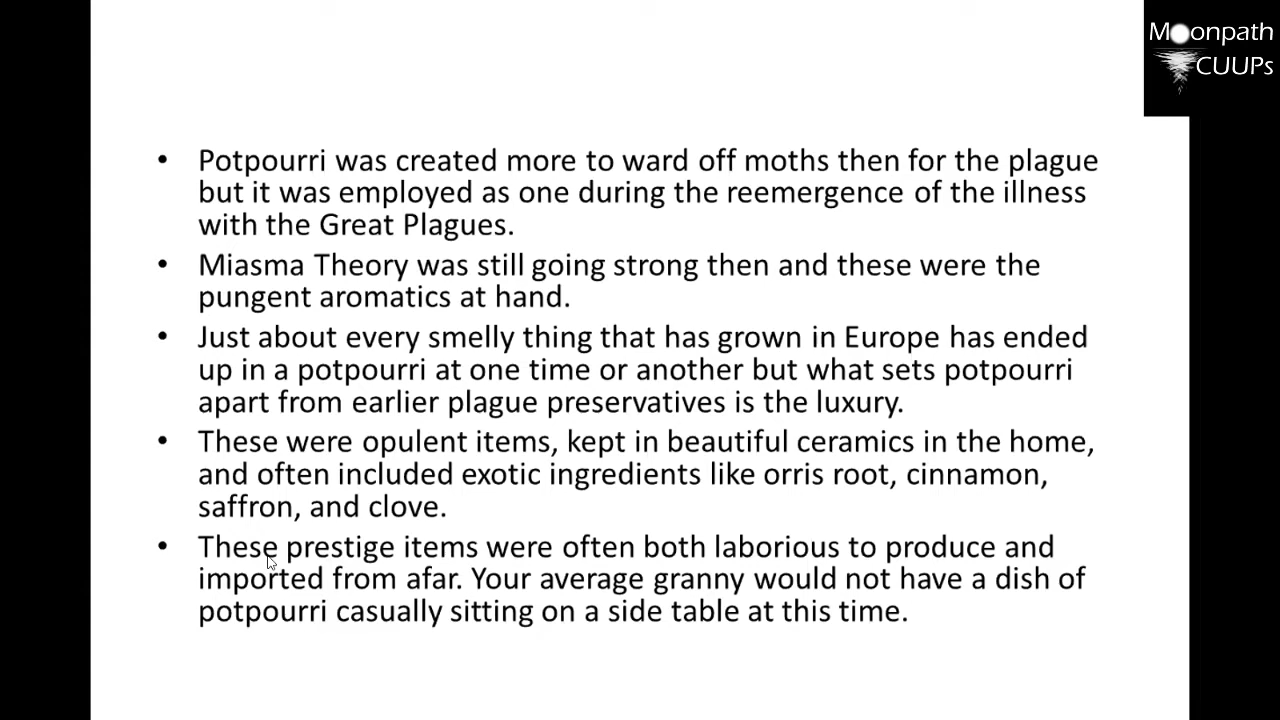 Moonpath
CUUPs
• Potpourri was created more to ward off moths then for the plague
but it was employed as one during the reemergence of the illness
with the Great Plagues.
• Miasma Theory was still going strong then and these were the
pungent aromatics at hand.
• Just about every smelly thing that has grown in Europe has ended
up in a potpourri at one time or another but what sets potpourri
apart from earlier plague preservatives is the luxury.
• These were opulent items, kept in beautiful ceramics in the home,
and often included exotic ingredients like orris root, cinnamon,
saffron, and clove.
• These prestige items were often both laborious to produce and
imported from afar. Your average granny would not have a dish of
potpourri casually sitting on a side table at this time.